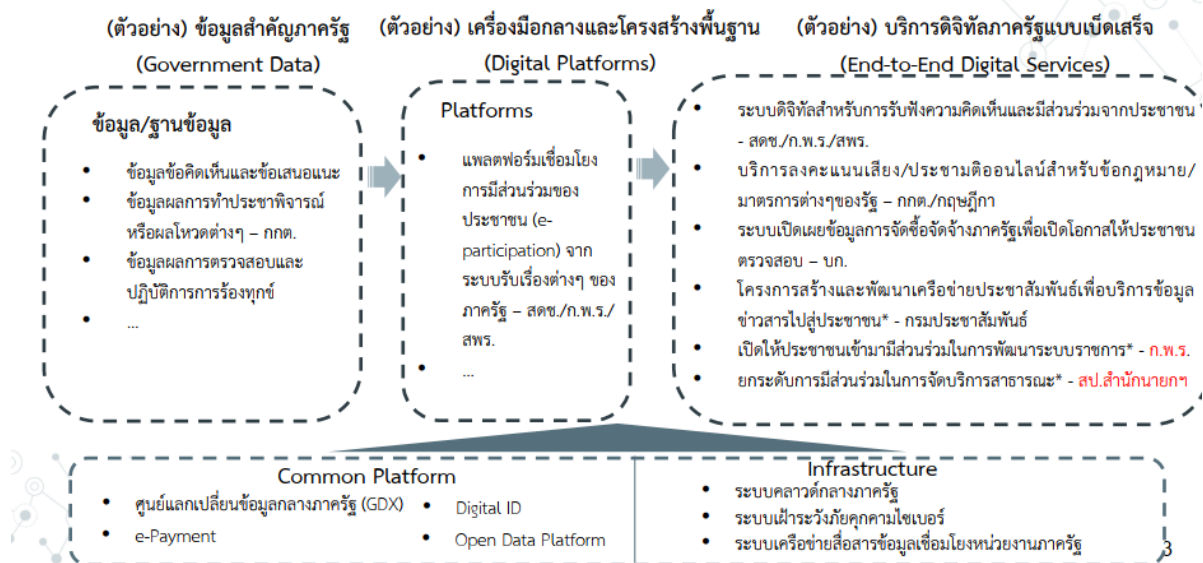 (ตัวอย่าง) ข้อมูลสำคัญภาครัฐ
(Government Data)
ข้อมูล/ฐานข้อมูล
• ข้อมูลข้อคิดเห็นและข้อเสนอแนะ
• ข้อมูลผลการทำประชาพิจารณ์
หรือผลโหวดต่างๆ – กกต.
• ข้อมูลผลการตรวจสอบและ
ปฏิบัติการการร้องทุกข์
• ...
(ตัวอย่าง) เครื่องมือกลางและโครงสร้างพื้นฐาน
(Digital Platforms)
Platforms
• แพลตฟอร์มเชื่อมโยง
การมีส่วนร่วมของ
ประชาชน (e-
participation) จาก
ระบบรับเรื่องต่างๆ ของ
ภาครัฐ – สดช./ก.พ.ร./
สพร.
• ...
(ตัวอย่าง) บริการดิจิทัลภาครัฐแบบเบ็ดเสร็จ
(End-to-End Digital Services)
• ระบบดิจิทัลสำหรับการรับฟังความคิดเห็นและมีส่วนร่วมจากประชาชน
- สดช./ก.พ.ร./สพร.
• บริการลงคะแนนเสียง/ประชามติออนไลน์สำหรับข้อกฎหมาย/
มาตรการต่างๆของรัฐ – กกต./กฤษฎีกา
• ระบบเปิดเผยข้อมูลการจัดซื้อจัดจ้างภาครัฐเพื่อเปิดโอกาสให้ประชาชน
ตรวจสอบ – บก.
• โครงการสร้างและพัฒนาเครือข่ายประชาสัมพันธ์เพื่อบริการข้อมูล
ข่าวสารไปสู่ประชาชน* - กรมประชาสัมพันธ์
• เปิดให้ประชาชนเข้ามามีส่วนร่วมในการพัฒนาระบบราชการ* - ก.พ.ร.
• ยกระดับการมีส่วนร่วมในการจัดบริการสาธารณะ* - สป.สำนักนายกฯ
Common Platform
• ศูนย์แลกเปลี่ยนข้อมูลกลางภาครัฐ (GDX)
• e-Payment
• Digital ID
• Open Data Platform
Infrastructure
• ระบบคลาวด์กลางภาครัฐ
• ระบบเฝ้าระวังภัยคุกคามไซเบอร์
• ระบบเครือข่ายสื่อสารข้อมูลเชื่อมโยงหน่วยงานภาครัฐ
3